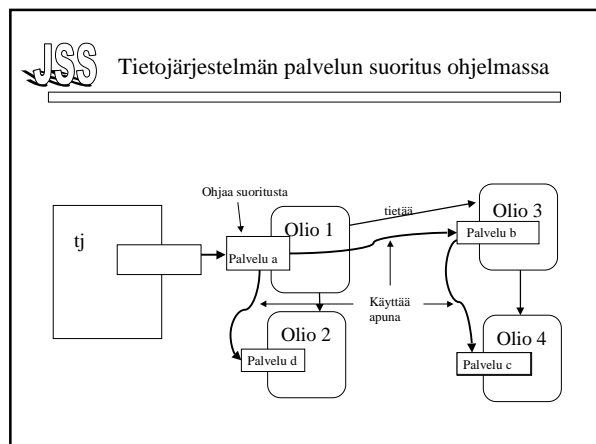 JSS
Tietojärjestelmän palvelun suoritus ohjelmassa
Ohjaa suoritusta
tj
Olio 1
Palvelu a
tietää
Olio 3
Palvelu b
Käyttää
apuna
Olio 2
Palvelu d
Olio 4
Palvelu c